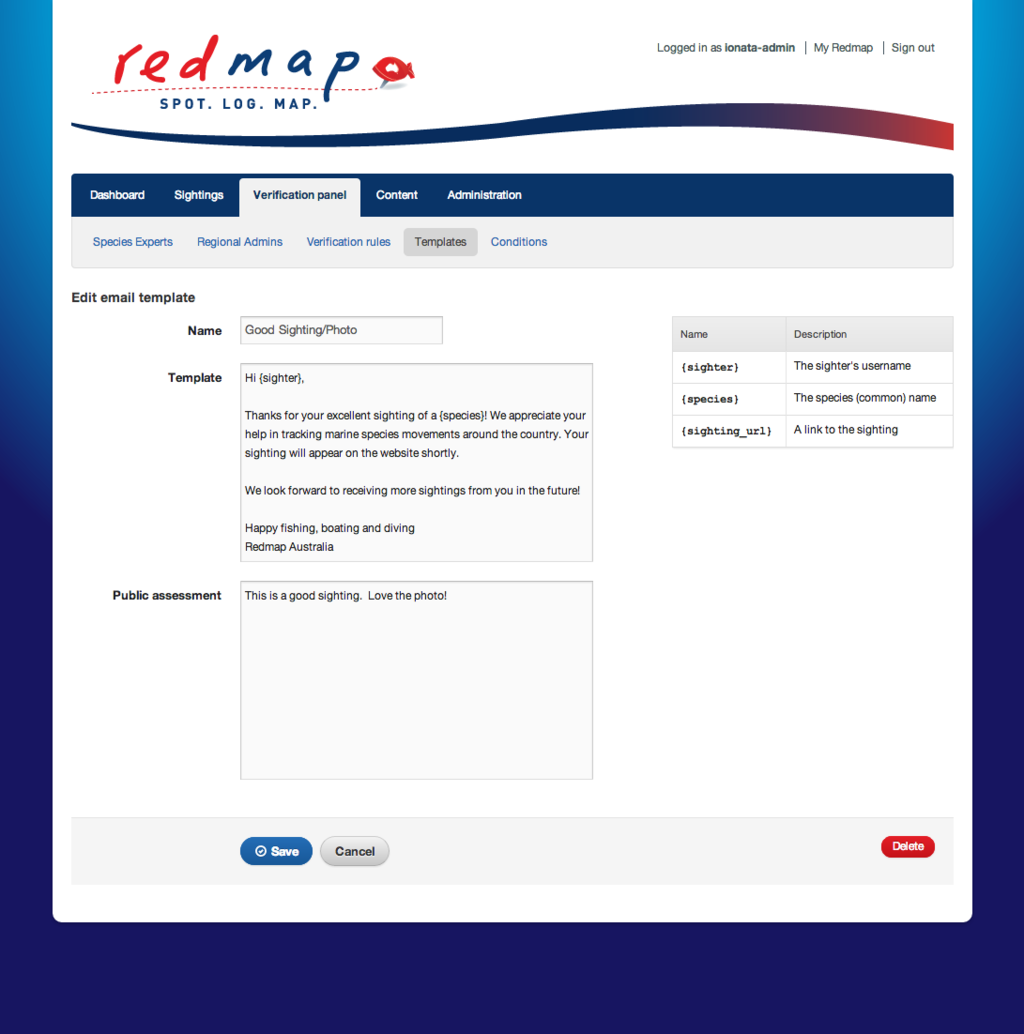 redmap
SPOT. LOG. MAP.
Logged in as ionata-admin | My Redmap | Sign out
Dashboard Sightings Verification panel Content Administration
Species Experts Regional Admins Verification rules Templates Conditions
Edit email template
Name Good Sighting/Photo
Template Hi {sighter},
Thanks for your excellent sighting of a {species}! We appreciate your
help in tracking marine species movements around the country. Your
sighting will appear on the website shortly.
We look forward to receiving more sightings from you in the future!
Happy fishing, boating and diving
Redmap Australia
Public assessment This is a good sighting.  Love the photo!
Name Description
{sighter} The sighter's username
{species} The species (common) name
{sighting_url} A link to the sighting
Save Cancel Delete